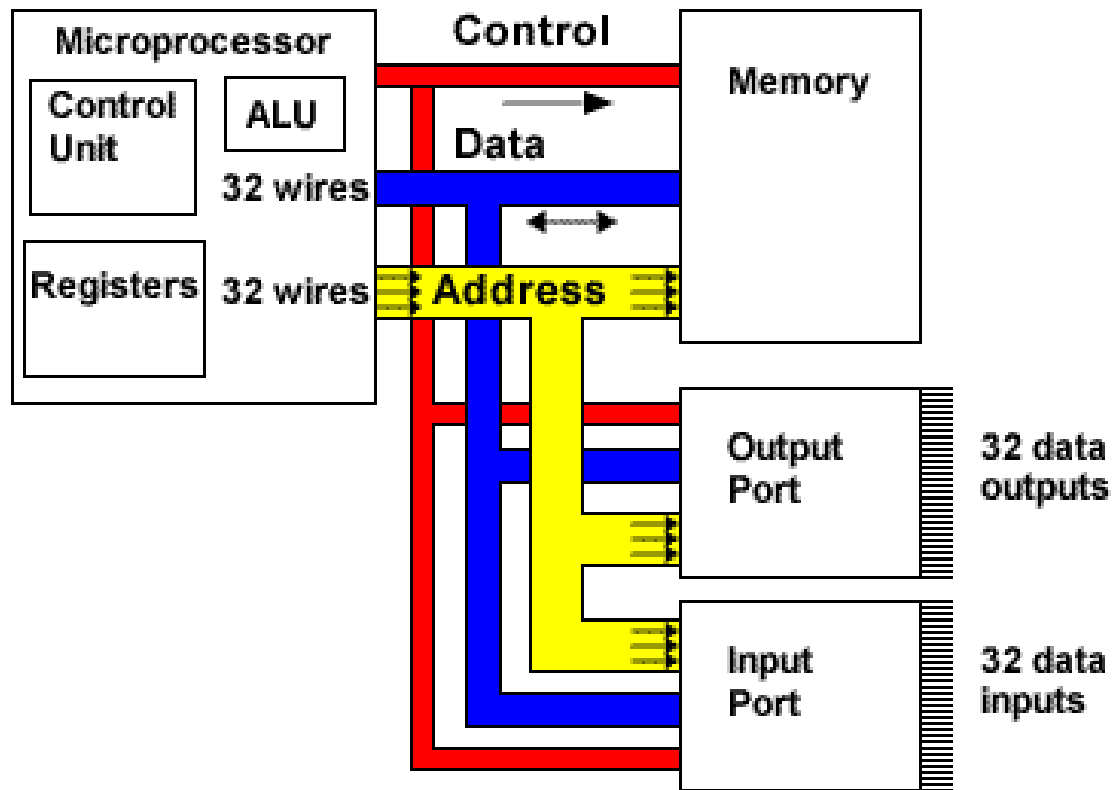 Microprocessor
Control
Unit
ALU
32 wires
Registers
32 wires
Control
Data
Address
Memory
Output
Port
32 data
outputs
Input
Port
32 data
inputs